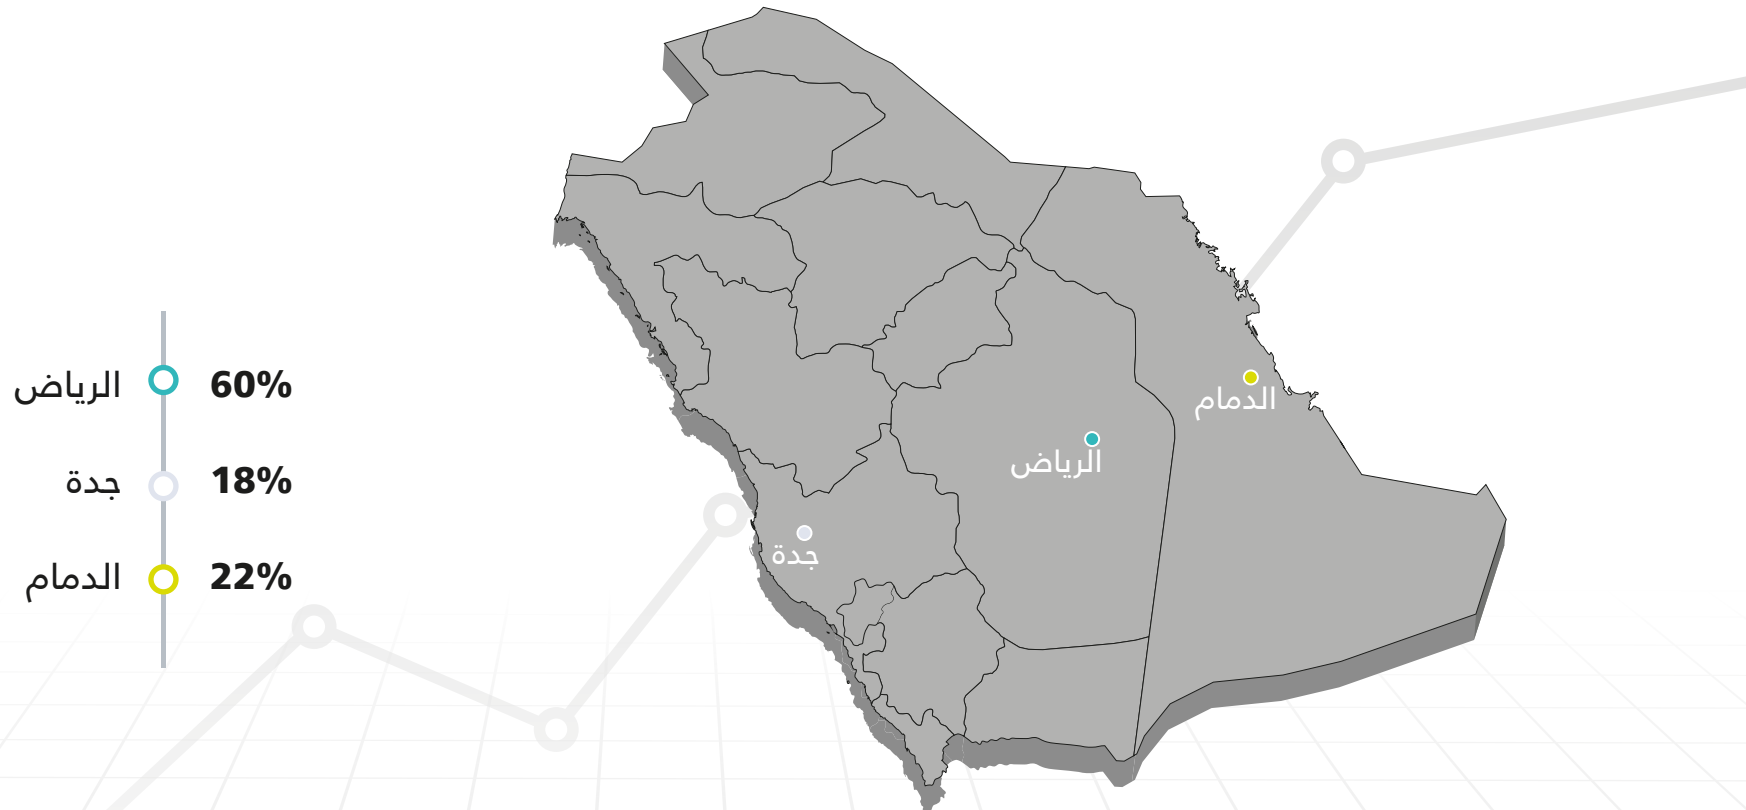 الرياض 60%
جدة 18%
الدمام 22%
الدمام
الرياض
جدة